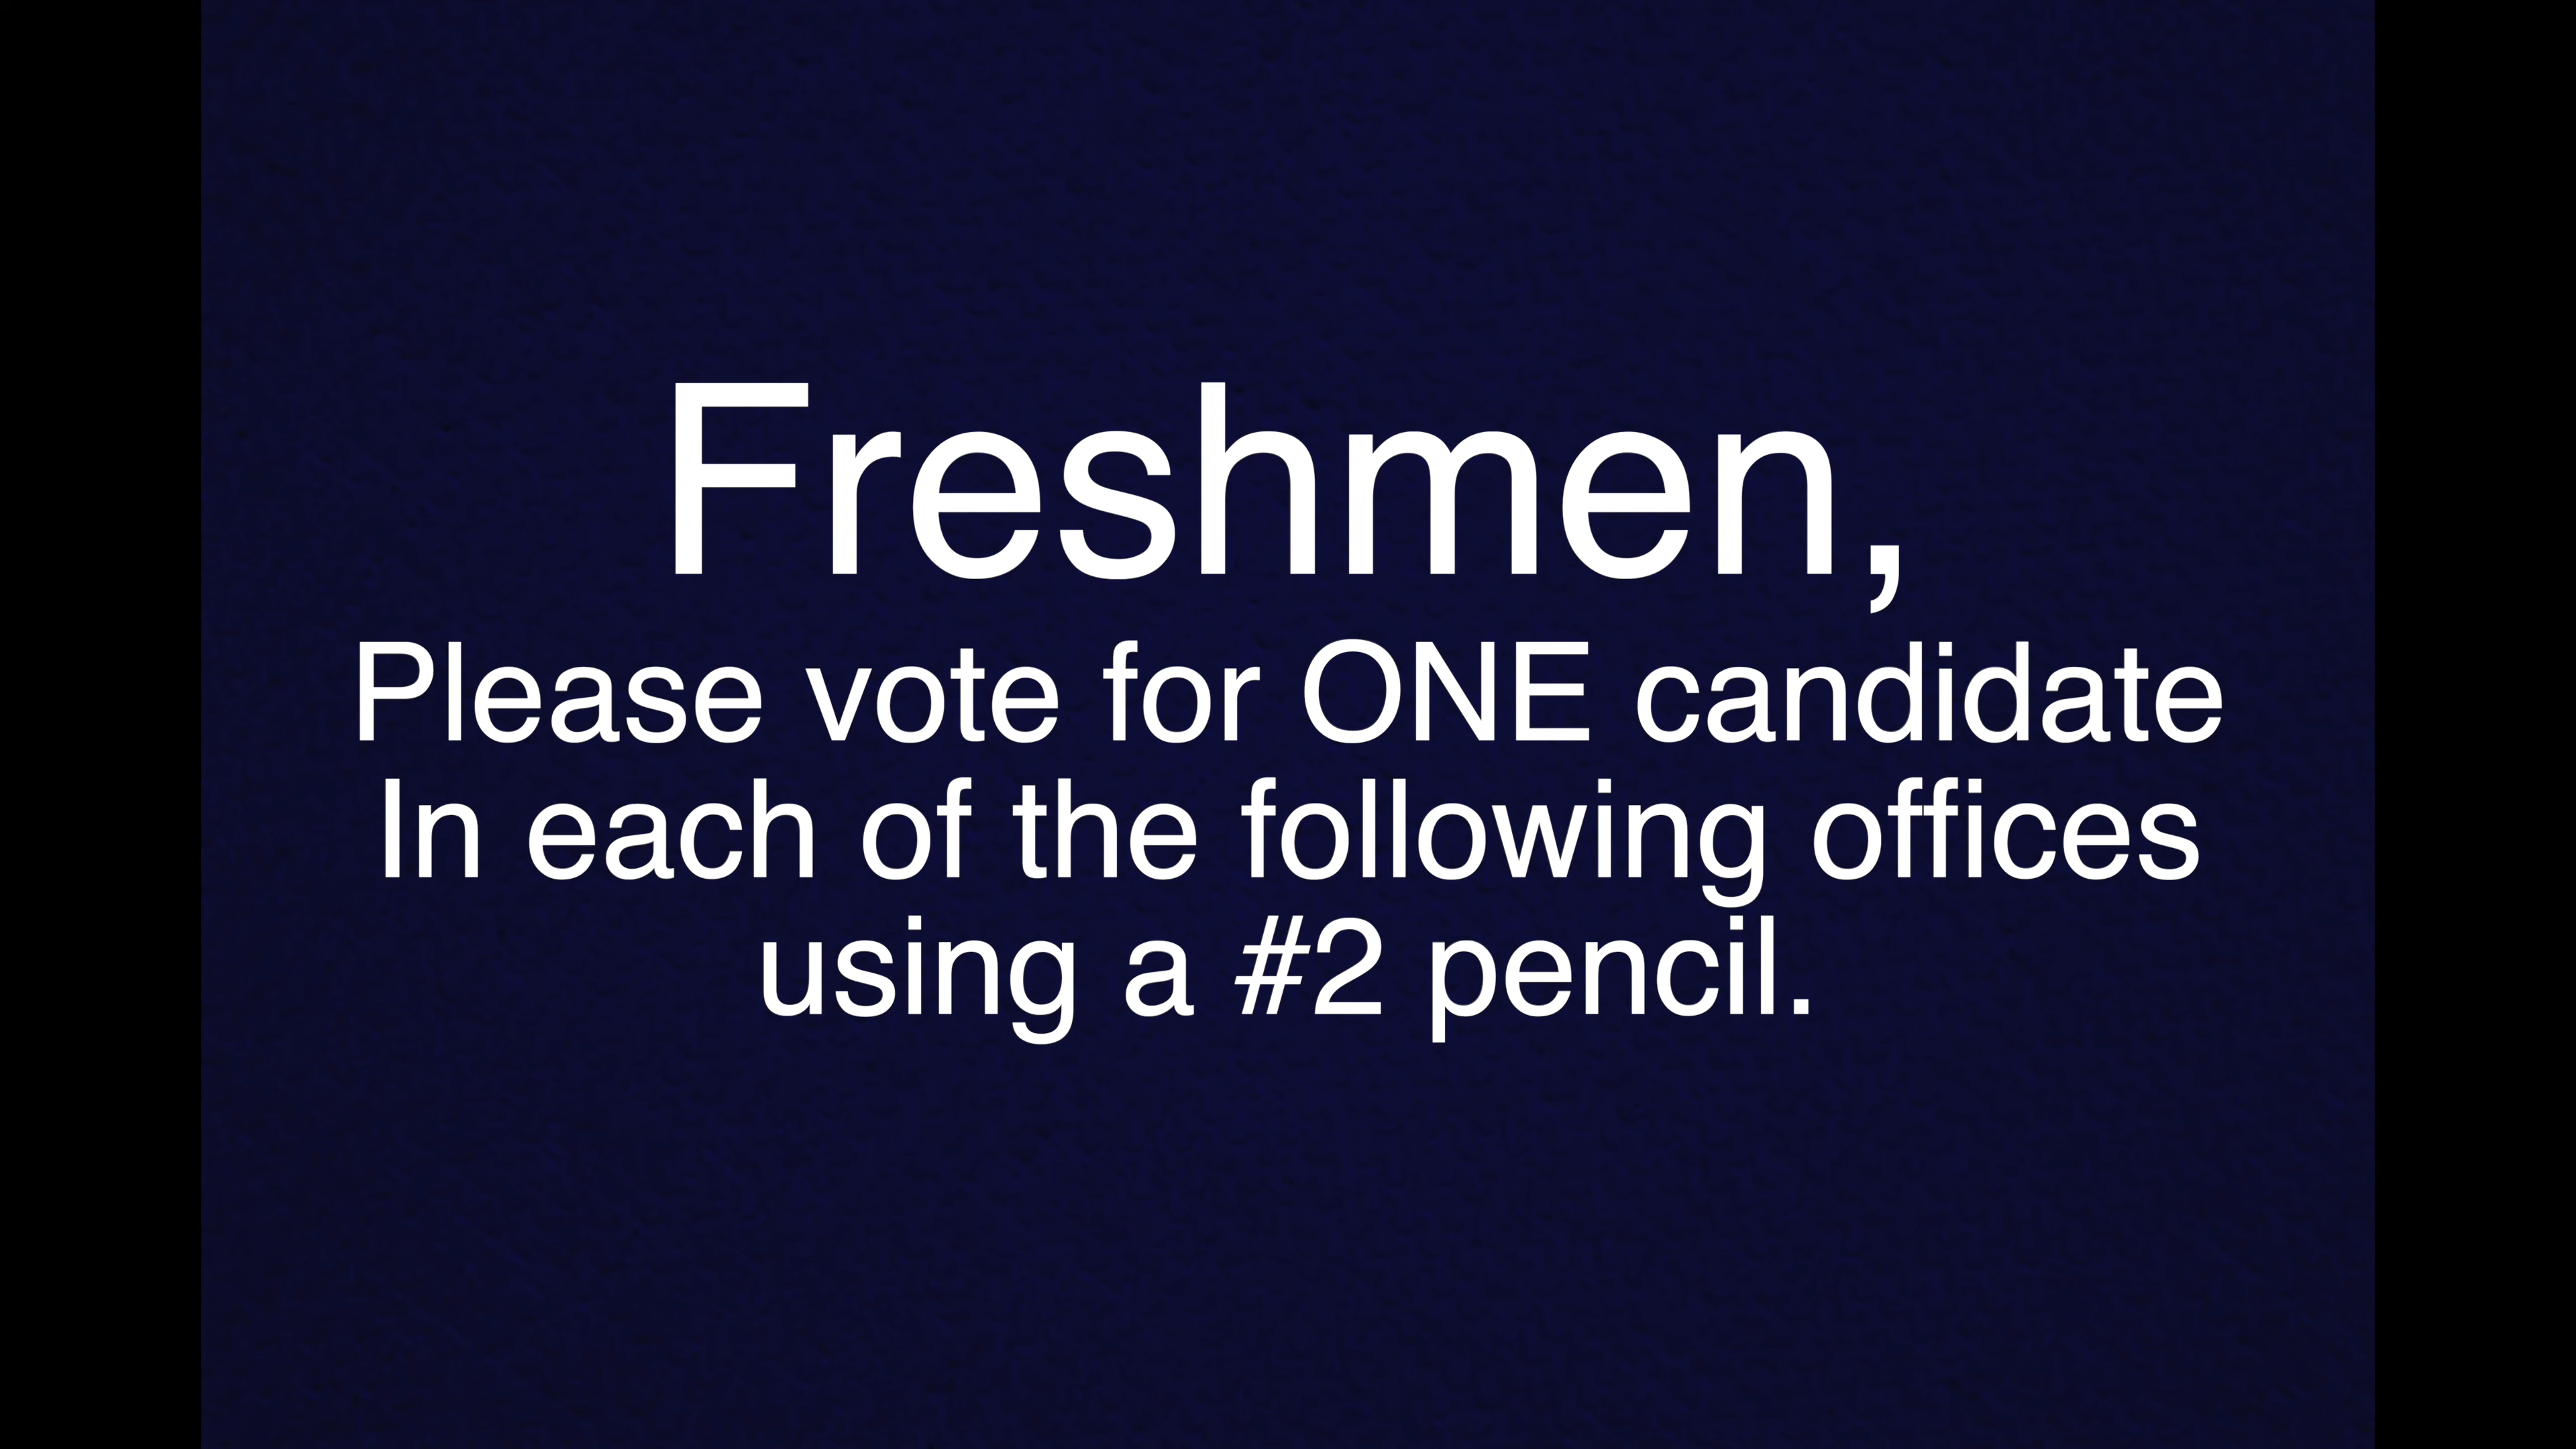 Freshmen,
Please vote for ONE candidate
In each of the following offices
using a #2 pencil.